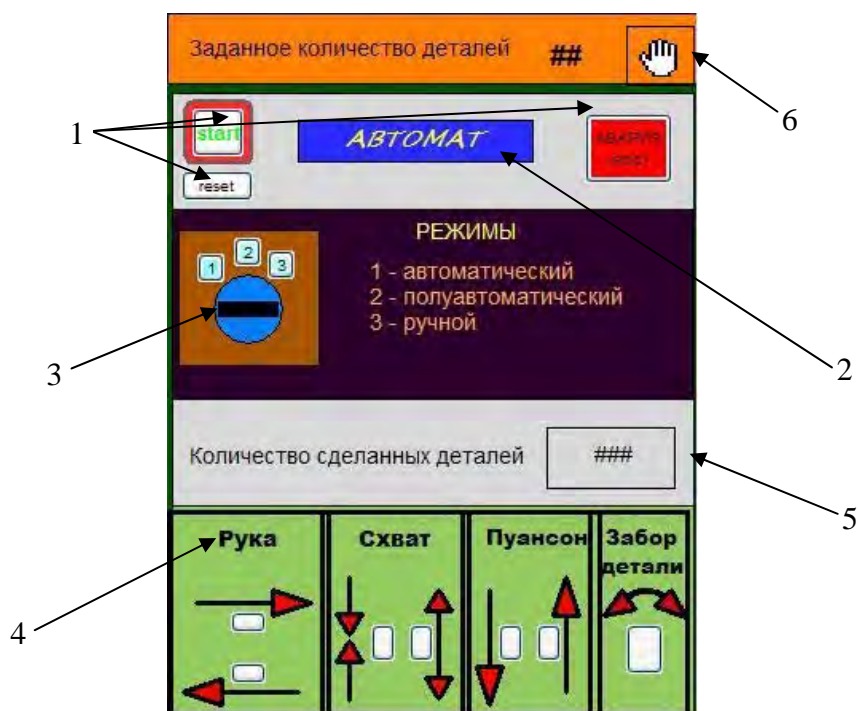 Заданное количество деталей ##
6
1
start
АВТОМАТ
АВАРИЯ
reset
РЕЖИМЫ
1 2 3
1 - автоматический
2 - полуавтоматический
3 - ручной
3
2
Количество сделанных деталей ###
5
Рука Схват Пуансон Забор
детали
4